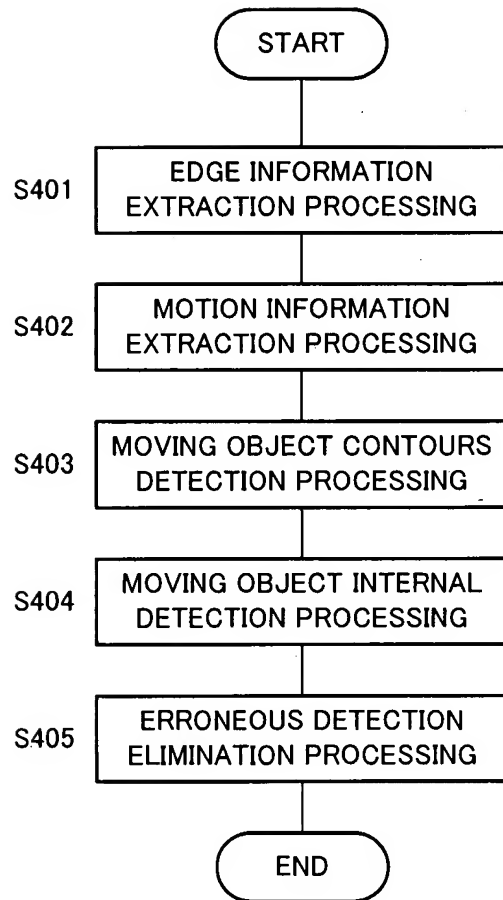 START
S401
EDGE INFORMATION
EXTRACTION PROCESSING
S402
MOTION INFORMATION
EXTRACTION PROCESSING
S403
MOVING OBJECT CONTOURS
DETECTION PROCESSING
S404
MOVING OBJECT INTERNAL
DETECTION PROCESSING
S405
ERRONEOUS DETECTION
ELIMINATION PROCESSING
END